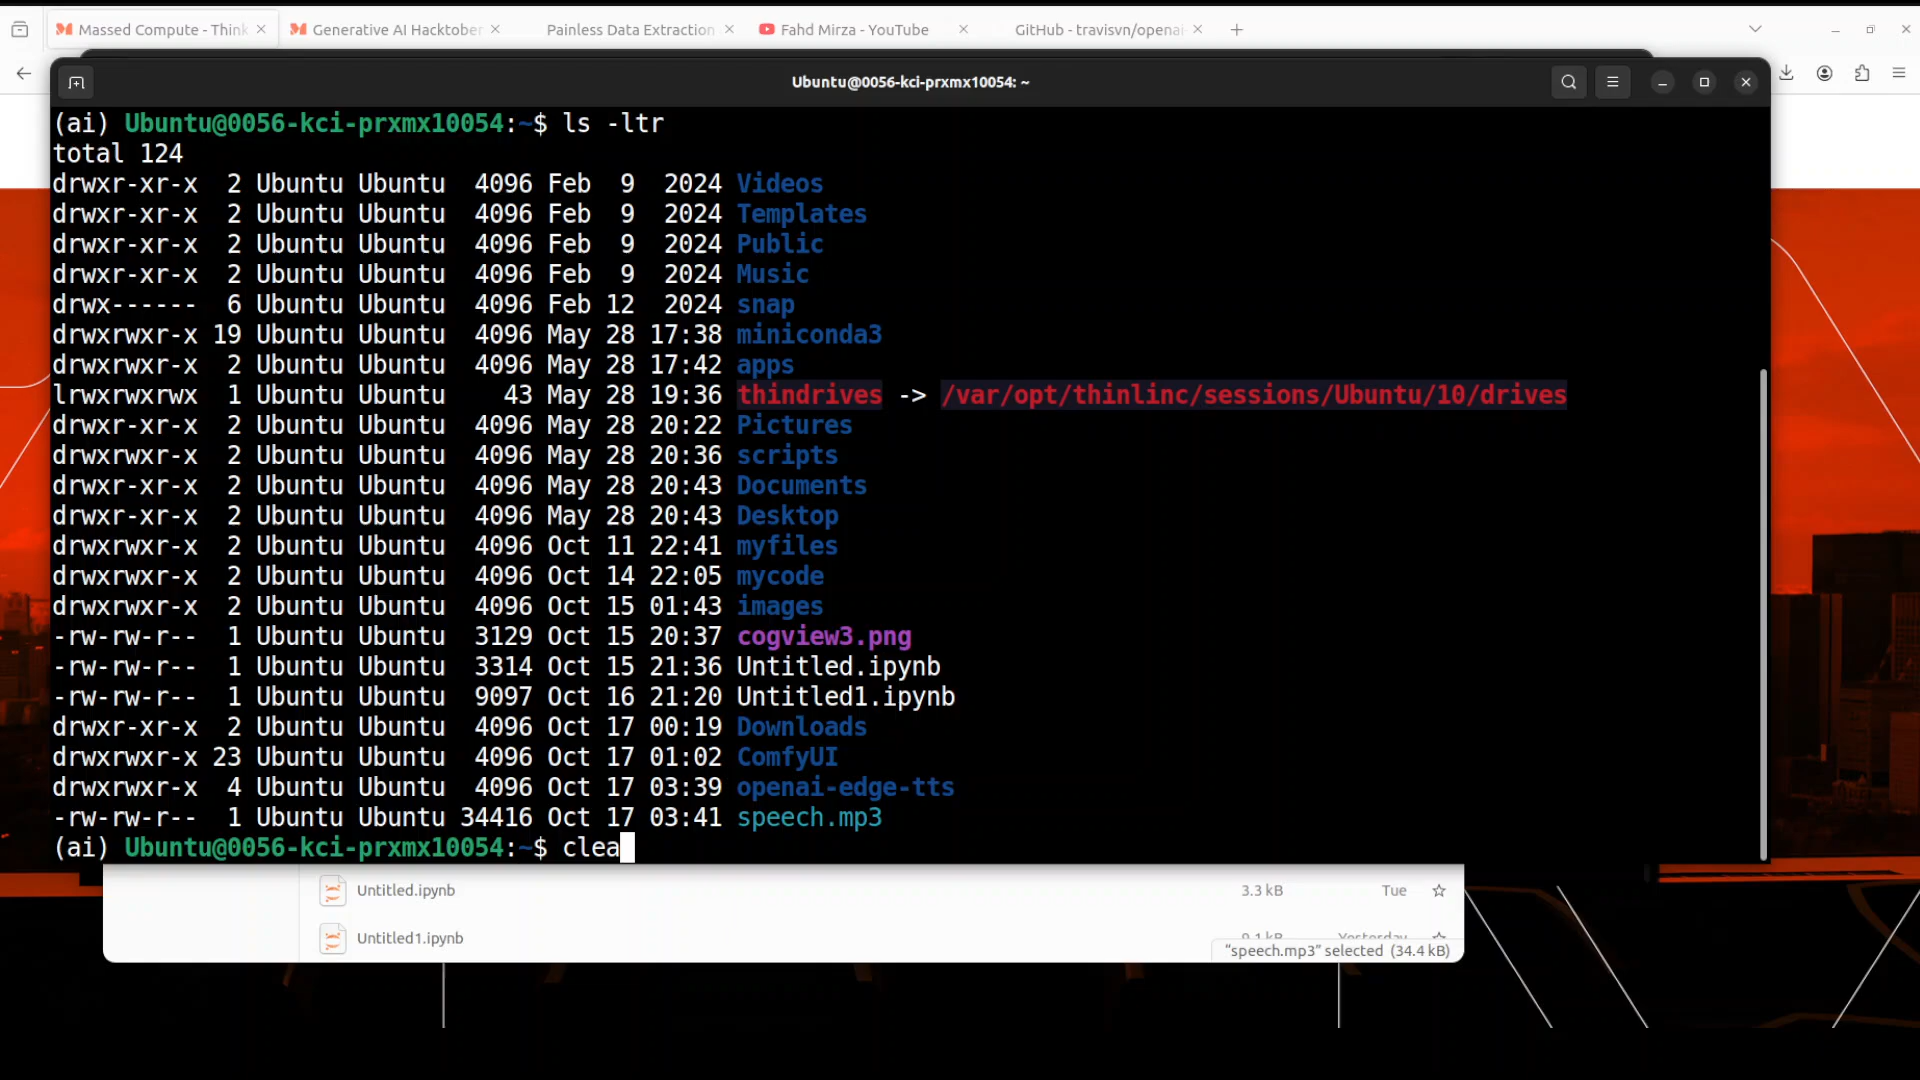 Massed Compute - Think
Generative AI Hacktober
Painless Data Extraction
Fahd Mirza - YouTube
GitHub - travisvn/openai-
Ubuntu@0056-kci-prxmx10054: ~
(ai) Ubuntu@0056-kci-prxmx10054:~$ ls -ltr
total 124
drwxr-xr-x  2 Ubuntu Ubuntu  4096 Feb  9  2024 Videos
drwxr-xr-x  2 Ubuntu Ubuntu  4096 Feb  9  2024 Templates
drwxr-xr-x  2 Ubuntu Ubuntu  4096 Feb  9  2024 Public
drwxr-xr-x  2 Ubuntu Ubuntu  4096 Feb  9  2024 Music
drwx------  6 Ubuntu Ubuntu  4096 Feb 12  2024 snap
drwxrwxr-x 19 Ubuntu Ubuntu  4096 May 28 17:38 miniconda3
drwxrwxr-x  2 Ubuntu Ubuntu  4096 May 28 17:42 apps
lrwxrwxrwx  1 Ubuntu Ubuntu    43 May 28 19:36 thindrives -> /var/opt/thinlinc/sessions/Ubuntu/10/drives
drwxr-xr-x  2 Ubuntu Ubuntu  4096 May 28 20:22 Pictures
drwxrwxr-x  2 Ubuntu Ubuntu  4096 May 28 20:36 scripts
drwxr-xr-x  2 Ubuntu Ubuntu  4096 May 28 20:43 Documents
drwxr-xr-x  2 Ubuntu Ubuntu  4096 May 28 20:43 Desktop
drwxrwxr-x  2 Ubuntu Ubuntu  4096 Oct 11 22:41 myfiles
drwxrwxr-x  2 Ubuntu Ubuntu  4096 Oct 14 22:05 mycode
drwxrwxr-x  2 Ubuntu Ubuntu  4096 Oct 15 01:43 images
-rw-rw-r--  1 Ubuntu Ubuntu  3129 Oct 15 20:37 cogview3.png
-rw-rw-r--  1 Ubuntu Ubuntu  3314 Oct 15 21:36 Untitled.ipynb
-rw-rw-r--  1 Ubuntu Ubuntu  9097 Oct 16 21:20 Untitled1.ipynb
drwxr-xr-x  2 Ubuntu Ubuntu  4096 Oct 17 00:19 Downloads
drwxrwxr-x 23 Ubuntu Ubuntu  4096 Oct 17 01:02 ComfyUI
drwxrwxr-x  4 Ubuntu Ubuntu  4096 Oct 17 03:39 openai-edge-tts
-rw-rw-r--  1 Ubuntu Ubuntu 34416 Oct 17 03:41 speech.mp3
(ai) Ubuntu@0056-kci-prxmx10054:~$ clea
Untitled.ipynb 3.3 kB Tue
Untitled1.ipynb 9.1 kB Yesterday
"speech.mp3" selected (34.4 kB)